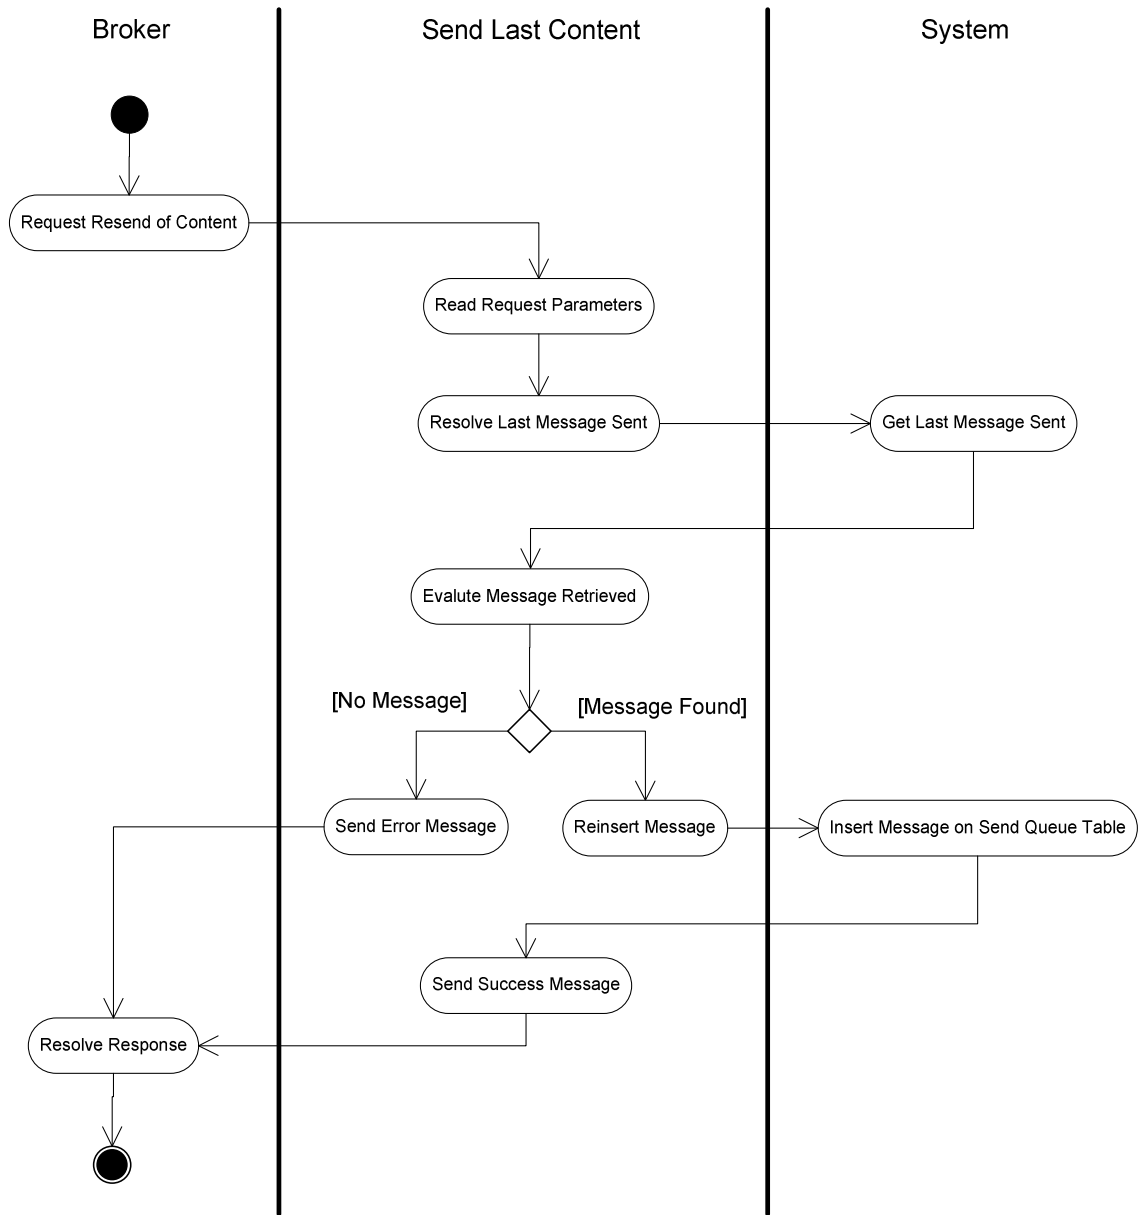 Broker
Send Last Content
System
Request Resend of Content
Read Request Parameters
Resolve Last Message Sent
Get Last Message Sent
Evalute Message Retrieved
[No Message]
[Message Found]
Send Error Message
Reinsert Message
Insert Message on Send Queue Table
Send Success Message
Resolve Response